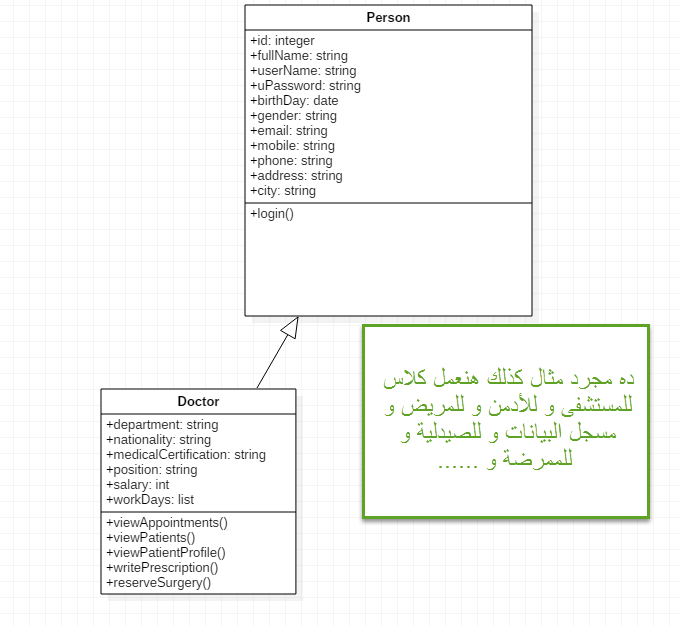 Person
+id: integer
+fullName: string
+userName: string
+uPassword: string
+birthDay: date
+gender: string
+email: string
+mobile: string
+phone: string
+address: string
+city: string
+login()
ده مجرد مثال كذلك هنعمل كلاس
للمستشفى و للأدمن و للمريض و
مسجل البيانات و للصيدلية و
للممرضة و ......
Doctor
+department: string
+nationality: string
+medicalCertification: string
+position: string
+salary: int
+workDays: list
+viewAppointments()
+viewPatients()
+viewPatientProfile()
+writePrescription()
+reserveSurgery()